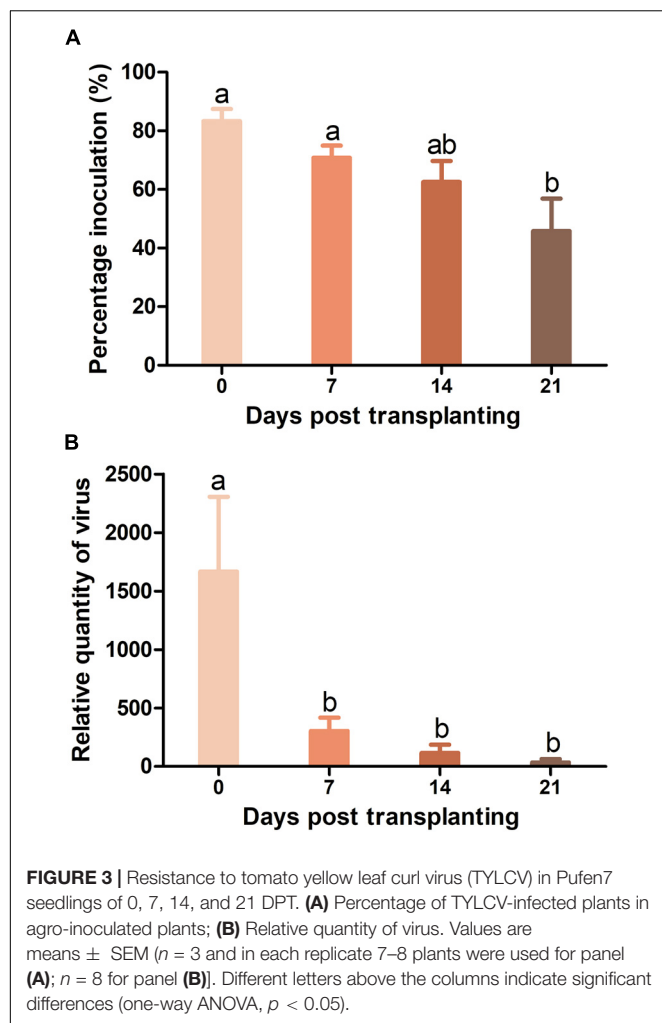 A
Percentage inoculation (%)
100
80
60
40
20
0
a
a
ab
b
0 7 14 21
Days post transplanting
B
Relative quantity of virus
2500
2000
1500
1000
500
0
a
b
b
b
0 7 14 21
Days post transplanting
FIGURE 3 | Resistance to tomato yellow leaf curl virus (TYLCV) in Pufen7
seedlings of 0, 7, 14, and 21 DPT. (A) Percentage of TYLCV-infected plants in
agro-inoculated plants; (B) Relative quantity of virus. Values are
means ± SEM (n = 3 and in each replicate 7–8 plants were used for panel
(A); n = 8 for panel (B)]. Different letters above the columns indicate significant
differences (one-way ANOVA, p < 0.05).